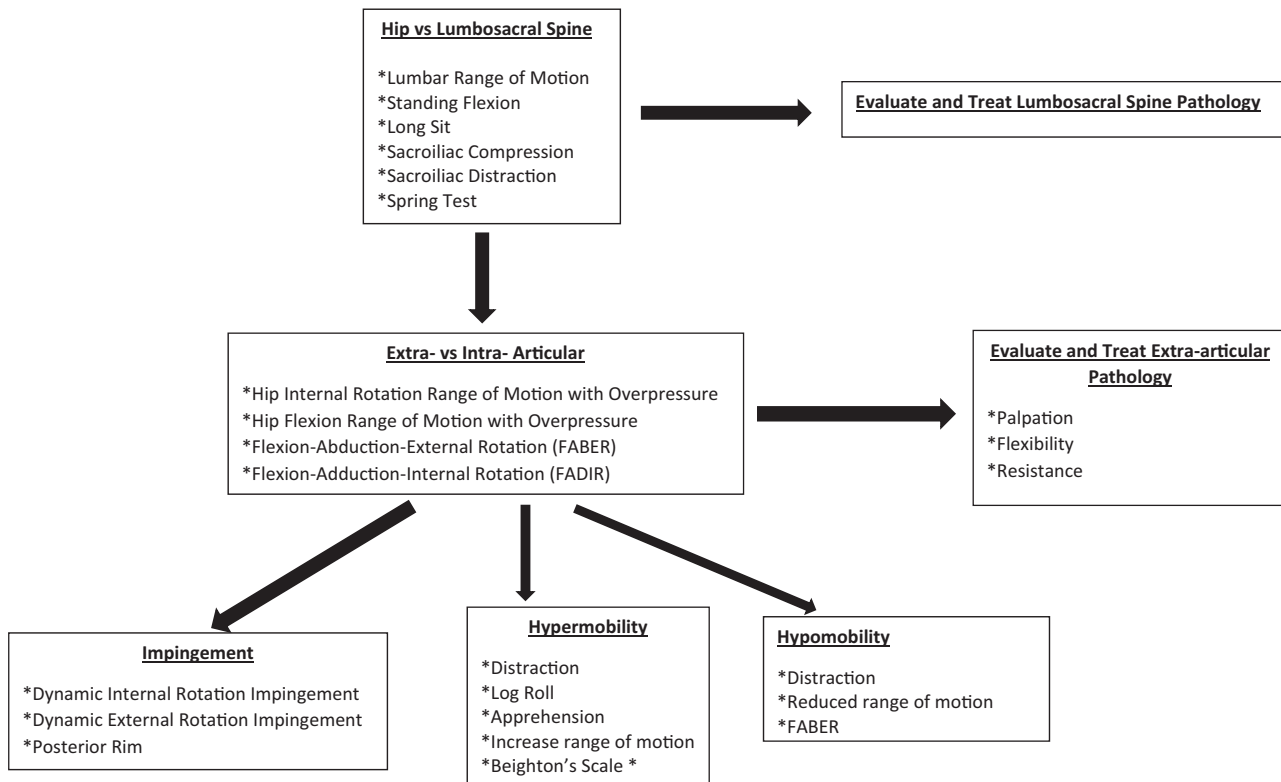 Hip vs Lumbosacral Spine
*Lumbar Range of Motion
*Standing Flexion
*Long Sit
*Sacroiliac Compression
*Sacroiliac Distraction
*Spring Test
Evaluate and Treat Lumbosacral Spine Pathology
Extra- vs Intra- Articular
*Hip Internal Rotation Range of Motion with Overpressure
*Hip Flexion Range of Motion with Overpressure
*Flexion-Abduction-External Rotation (FABER)
*Flexion-Adduction-Internal Rotation (FADIR)
Evaluate and Treat Extra-articular
Pathology
*Palpation
*Flexibility
*Resistance
Impingement
*Dynamic Internal Rotation Impingement
*Dynamic External Rotation Impingement
*Posterior Rim
Hypermobility
*Distraction
*Log Roll
*Apprehension
*Increase range of motion
*Beighton's Scale *
Hypomobility
*Distraction
*Reduced range of motion
*FABER